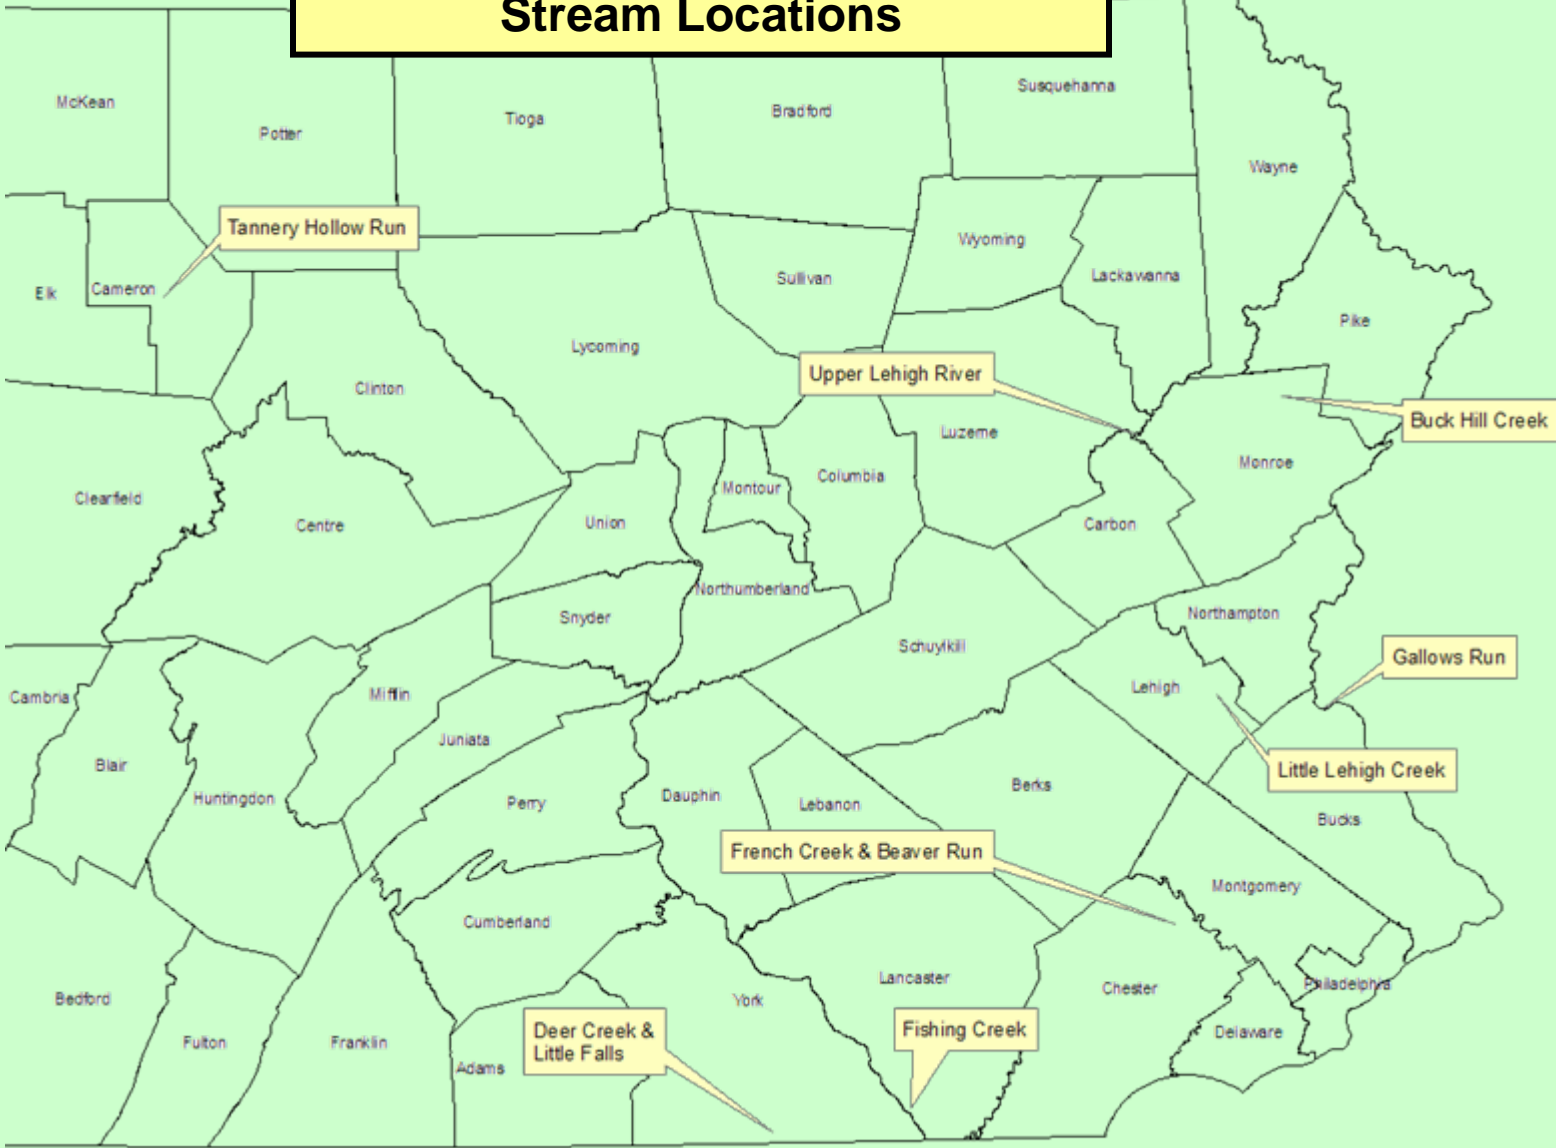 Stream Locations
McKean
Potter
Tioga
Bradford
Susquehanna
Wayne
Tannery Hollow Run
Wyoming
Lackawanna
Sullivan
Elk
Cameron
Pike
Lycoming
Upper Lehigh River
Clinton
Buck Hill Creek
Luzerne
Monroe
Columbia
Montour
Clearfield
Centre
Union
Carbon
Northumberland
Snyder
Northampton
Schuylkill
Gallows Run
Lehigh
Cambria
Mifflin
Juniata
Little Lehigh Creek
Blair
Huntingdon
Perry
Dauphin
Lebanon
Berks
Bucks
French Creek & Beaver Run
Montgomery
Cumberland
Lancaster
Chester
Philadelphia
Bedford
York
Deer Creek &
Little Falls
Fishing Creek
Delaware
Fulton
Franklin
Adams